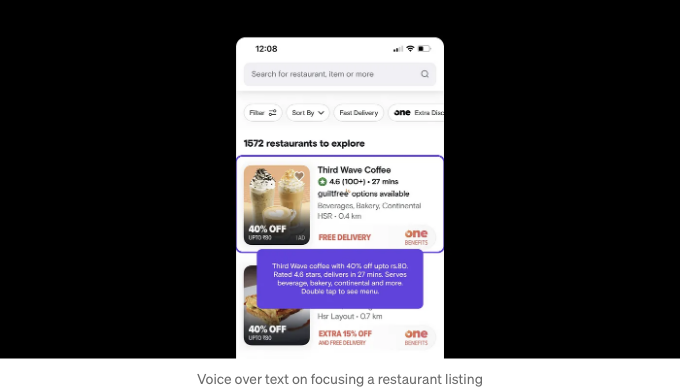 12:08
Search for restaurant, item or more
Filter
Sort By
Fast Delivery
one Extra Disc
1572 restaurants to explore
Third Wave Coffee
4.6 (100+) • 27 mins
guiltfree options available
Beverages, Bakery, Continental
HSR • 0.4 km
40% OFF
UPTO ₹80
AD
FREE DELIVERY
one
BENEFITS
Third Wave coffee with 40% off upto rs.80.
Rated 4.6 stars, delivers in 27 mins. Serves
beverage, bakery, continental and more.
Double tap to see menu.
Hsr Layout • 0.7 km
40% OFF
UPTO ₹80
EXTRA 15% OFF
AND FREE DELIVERY
one
BENEFITS
Voice over text on focusing a restaurant listing